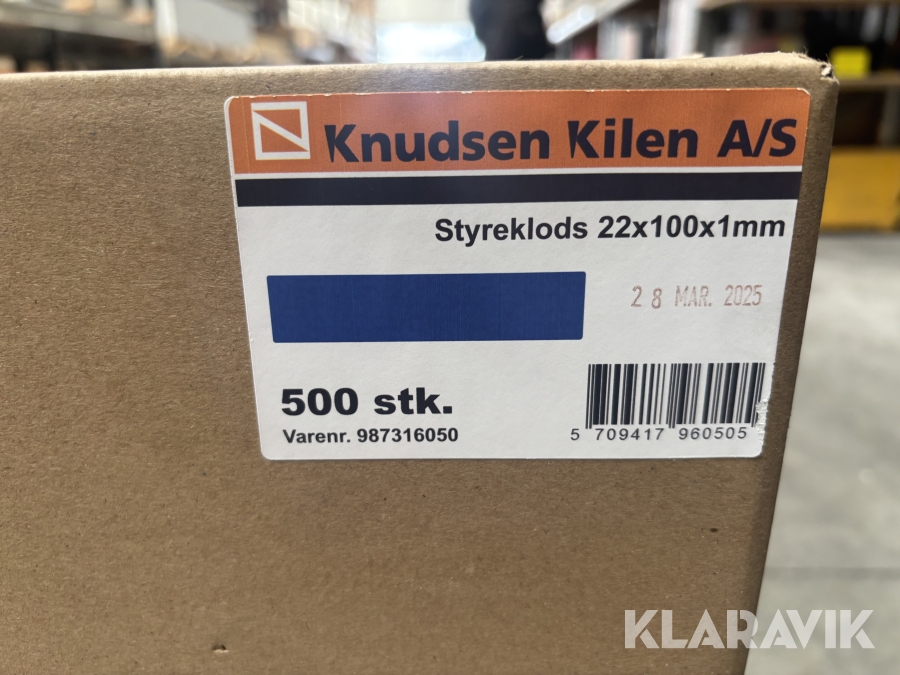 Knudsen Kilen A/S
Styreklods 22x100x1mm
28 MAR. 2025
500 stk.
Varenr. 987316050
5 709417 960505
KLARAVIK